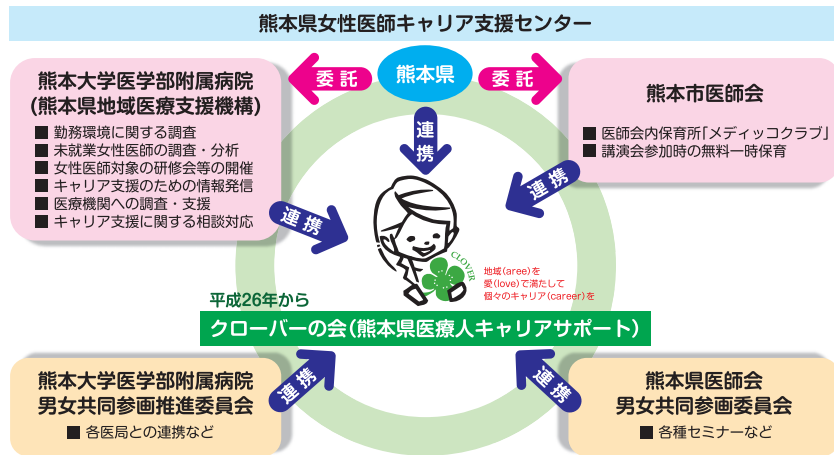 熊本県女性医師キャリア支援センター
熊本大学医学部附属病院
(熊本県地域医療支援機構)
■ 勤務環境に関する調査
■ 未就業女性医師の調査・分析
■ 女性医師対象の研修会等の開催
■ キャリア支援のための情報発信
■ 医療機関への調査・支援
■ キャリア支援に関する相談対応
委託
熊本県
委託
熊本市医師会
■ 医師会内保育所「メディッコクラブ」
■ 講演会参加時の無料一時保育
連携
連携
連携
CLOVER
地域(aree)を
愛(love)で満たして
個々のキャリア(career)を
平成26年から
クローバーの会(熊本県医療人キャリアサポート)
熊本大学医学部附属病院
男女共同参画推進委員会
■ 各医局との連携など
連携
連携
熊本県医師会
男女共同参画委員会
■ 各種セミナーなど